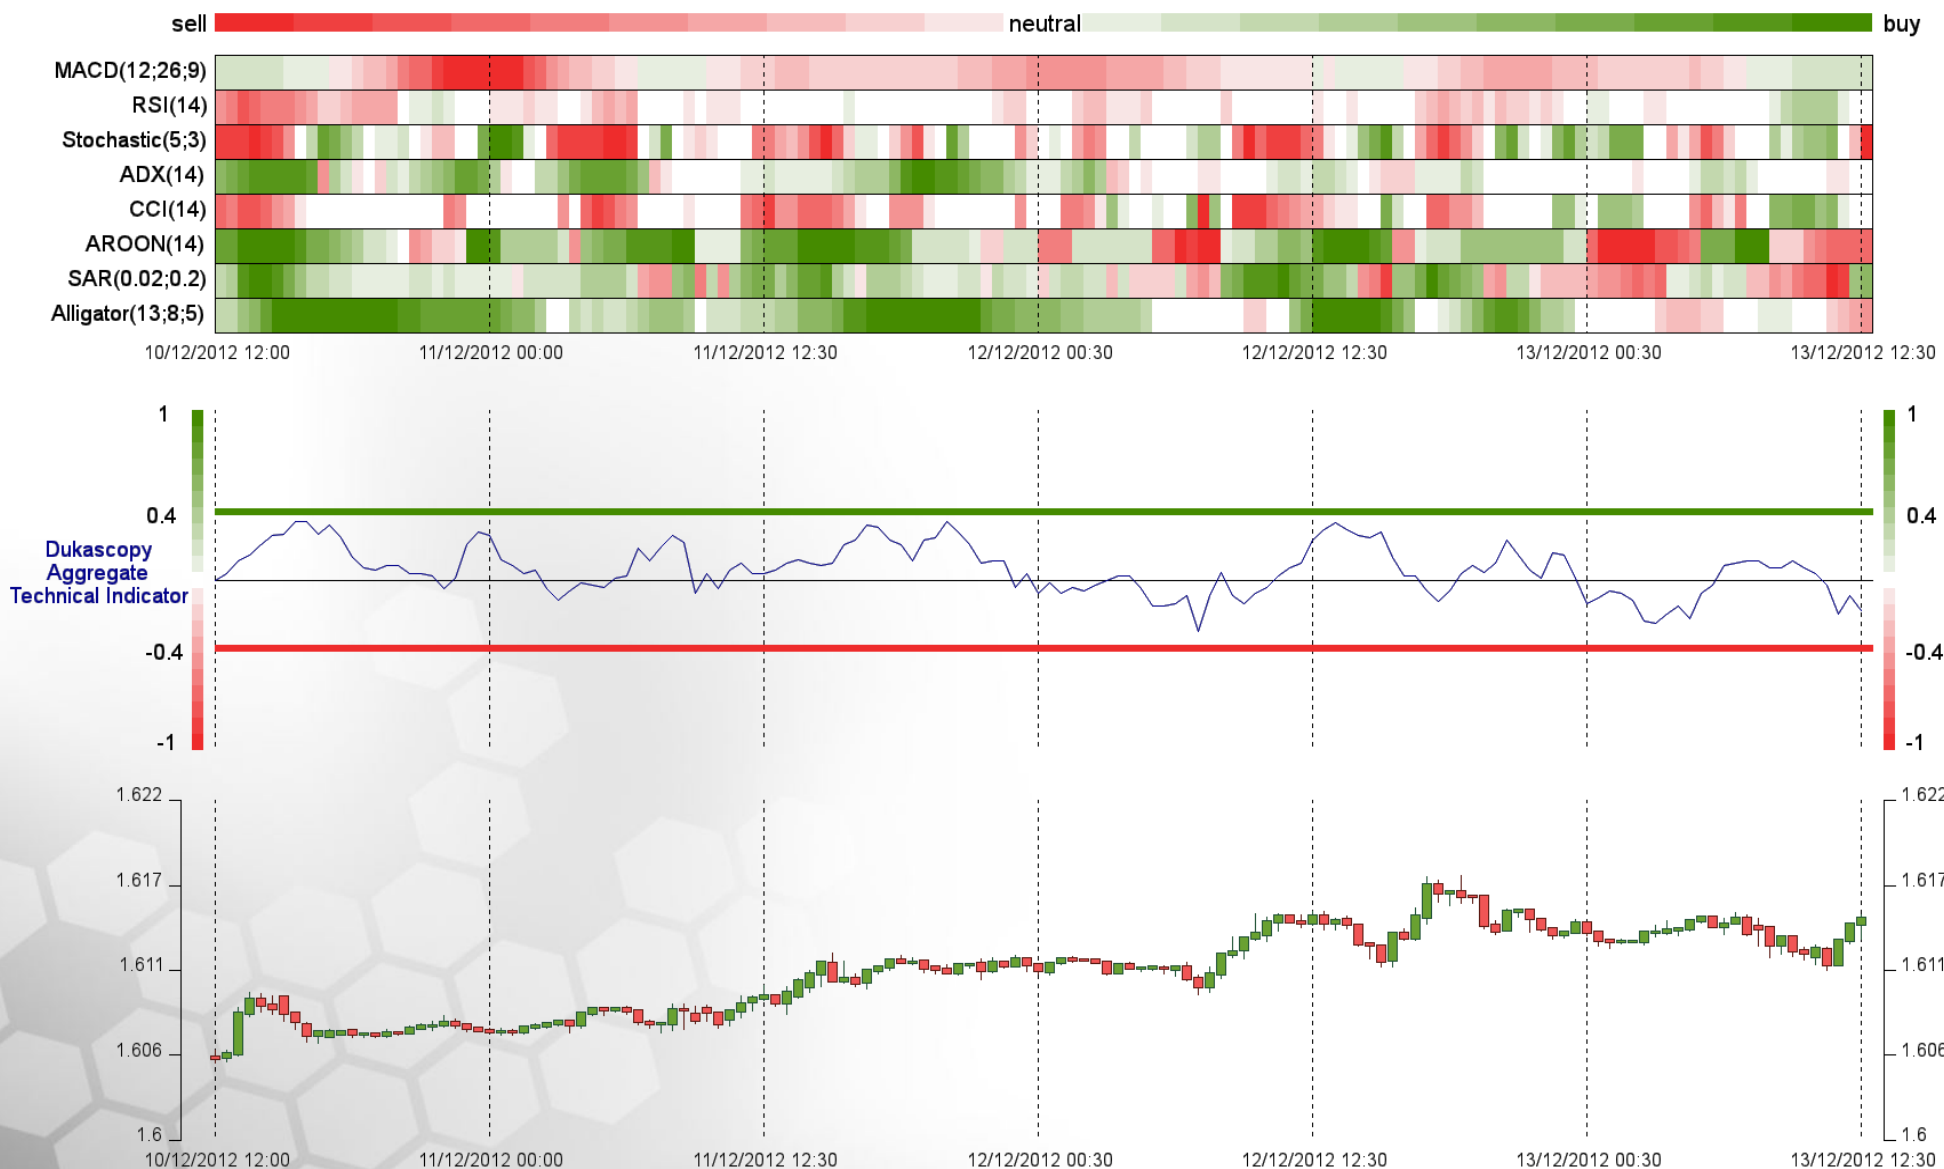 sell neutral buy
MACD(12;26;9)
RSI(14)
Stochastic(5;3)
ADX(14)
CCI(14)
AROON(14)
SAR(0.02;0.2)
Alligator(13;8;5)
10/12/2012 12:00 11/12/2012 00:00 11/12/2012 12:30 12/12/2012 00:30 12/12/2012 12:30 13/12/2012 00:30 13/12/2012 12:30
1 1
0.4 0.4
Dukascopy
Aggregate
Technical Indicator
-0.4 -0.4
-1 -1
1.622 1.622
1.617 1.617
1.611 1.611
1.606 1.606
1.6 1.6
10/12/2012 12:00 11/12/2012 00:00 11/12/2012 12:30 12/12/2012 00:30 12/12/2012 12:30 13/12/2012 00:30 13/12/2012 12:30